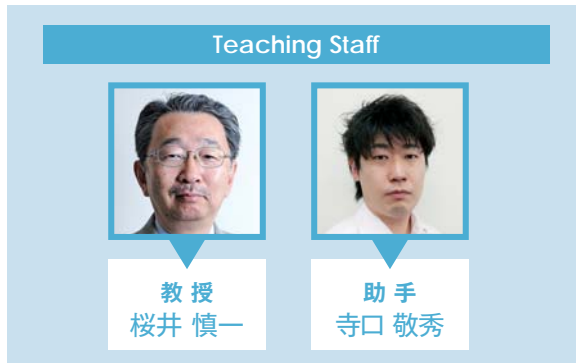 Teaching Staff
教 授
桜井 慎一
助 手
寺口 敬秀